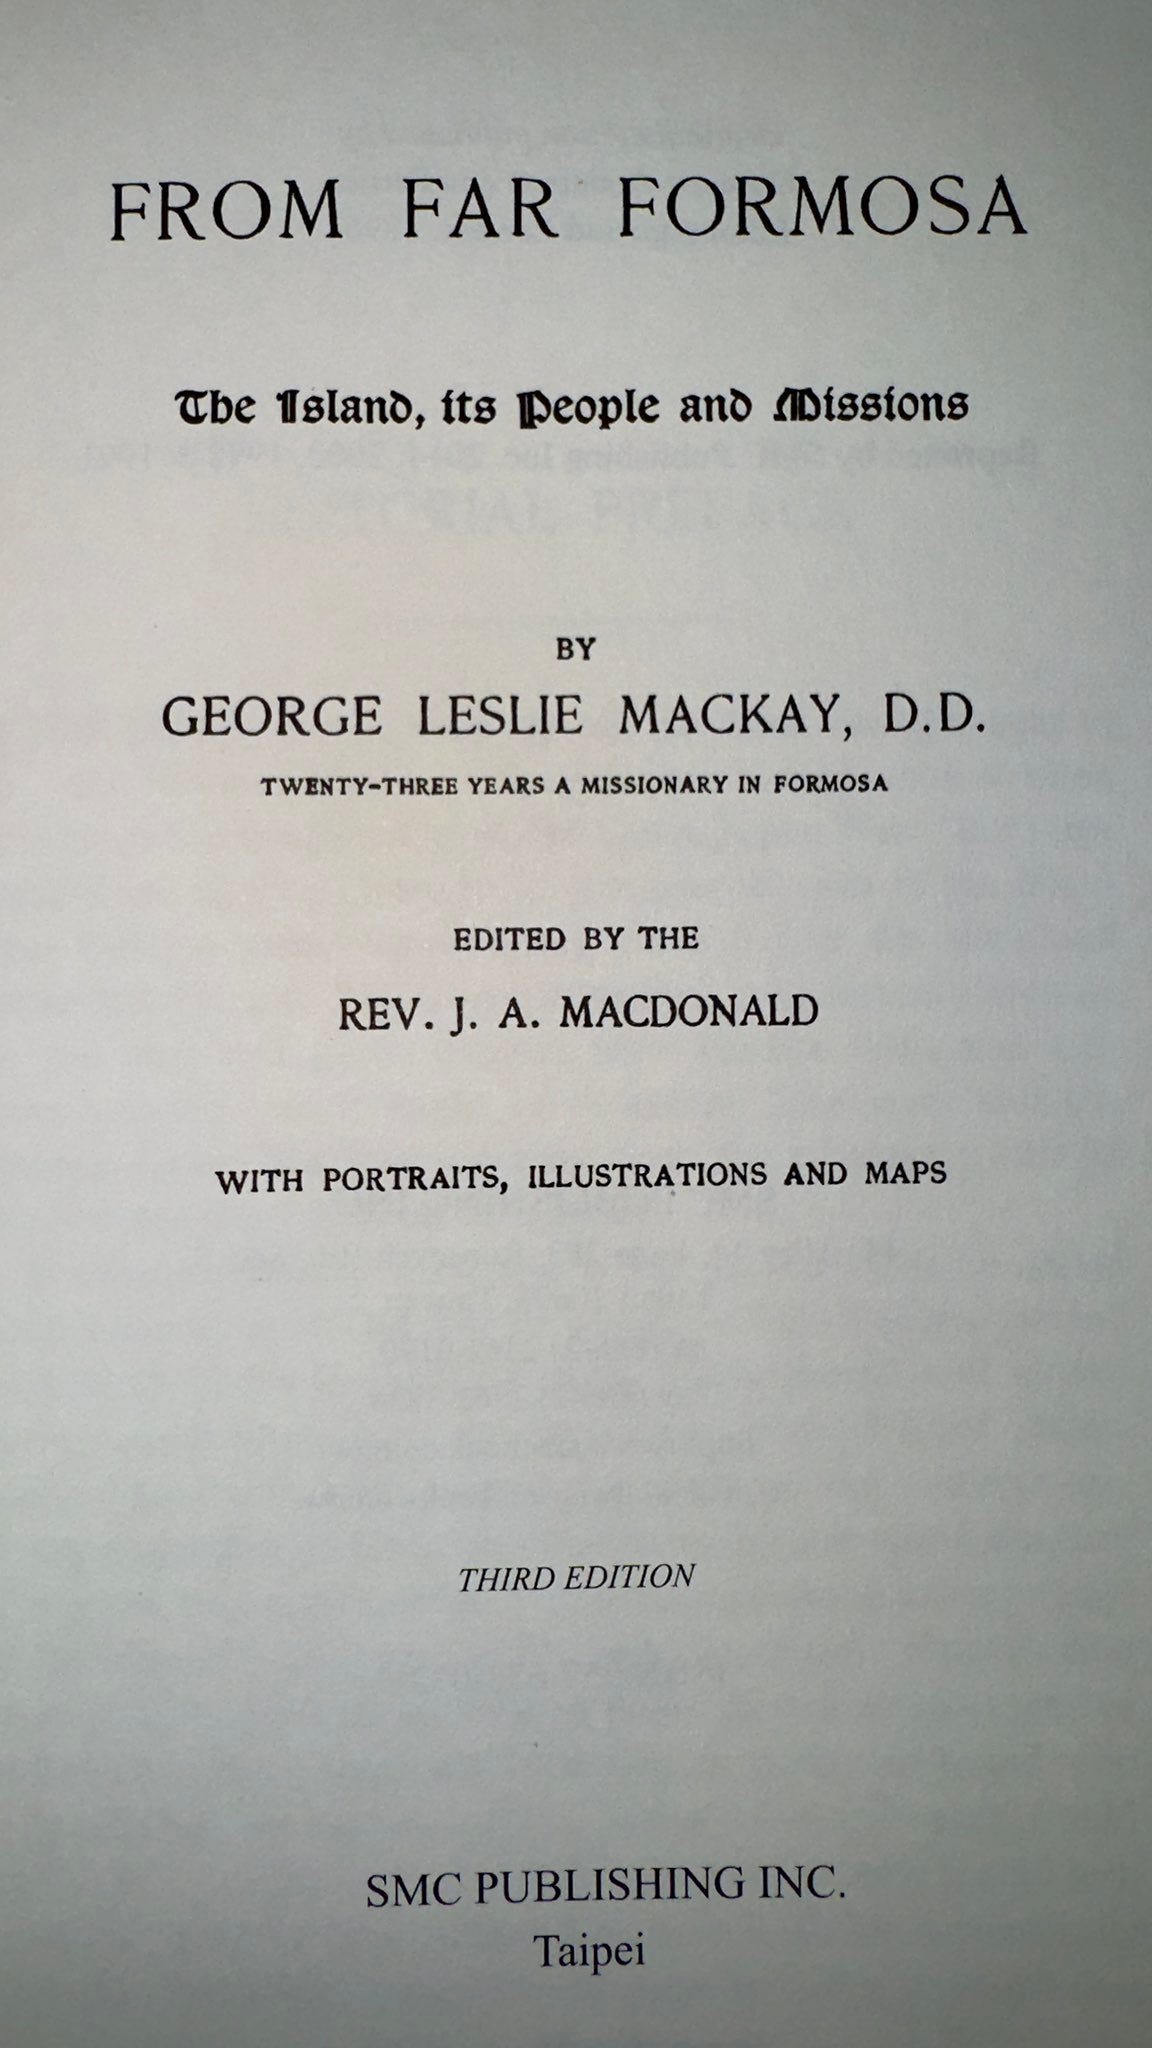 FROM FAR FORMOSA
The Island, its People and Missions
BY
GEORGE LESLIE MACKAY, D.D.
TWENTY-THREE YEARS A MISSIONARY IN FORMOSA
EDITED BY THE
REV. J. A. MACDONALD
WITH PORTRAITS, ILLUSTRATIONS AND MAPS
THIRD EDITION
SMC PUBLISHING INC.
Taipei